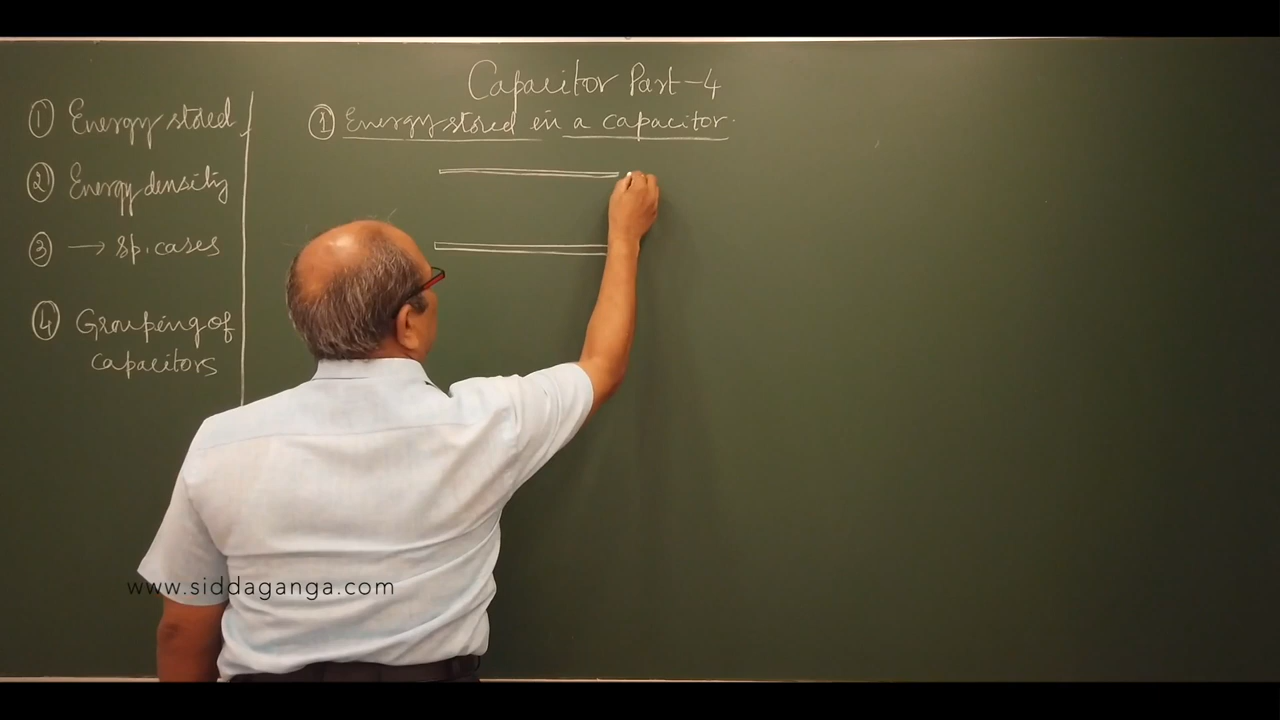 Capacitor Part-4
① Energy stored
② Energy density
③ → Sp. cases
④ Grouping of
capacitors
① Energy stored in a capacitor.
www.siddaganga.com